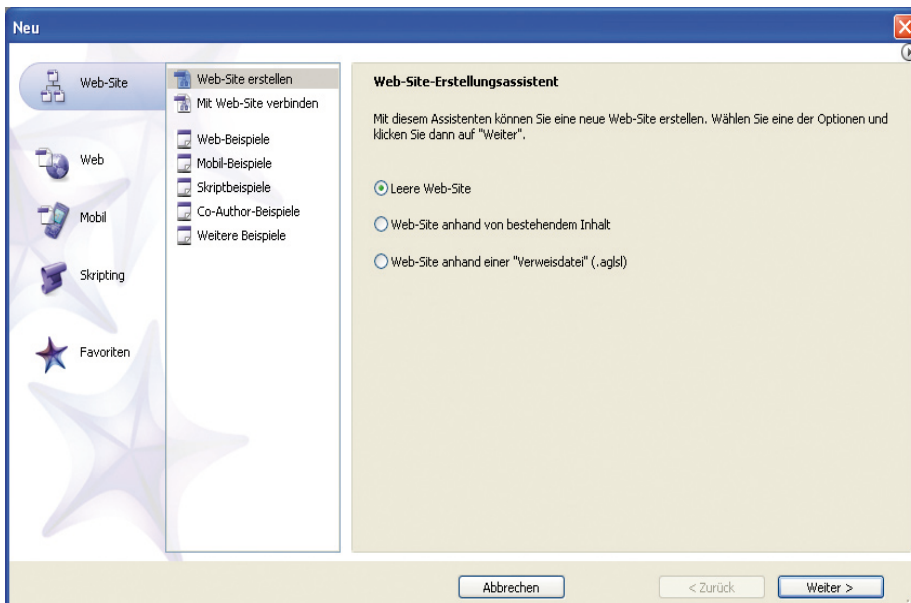 Neu
Web-Site
Web
Mobil
Skripting
Favoriten
Web-Site erstellen
Mit Web-Site verbinden
Web-Beispiele
Mobil-Beispiele
Skriptbeispiele
Co-Author-Beispiele
Weitere Beispiele
Web-Site-Erstellungsassistent
Mit diesem Assistenten können Sie eine neue Web-Site erstellen. Wählen Sie eine der Optionen und
klicken Sie dann auf "Weiter".
Leere Web-Site
Web-Site anhand von bestehendem Inhalt
Web-Site anhand einer "Verweisdatei" (.aglsl)
Abbrechen
< Zurück
Weiter >